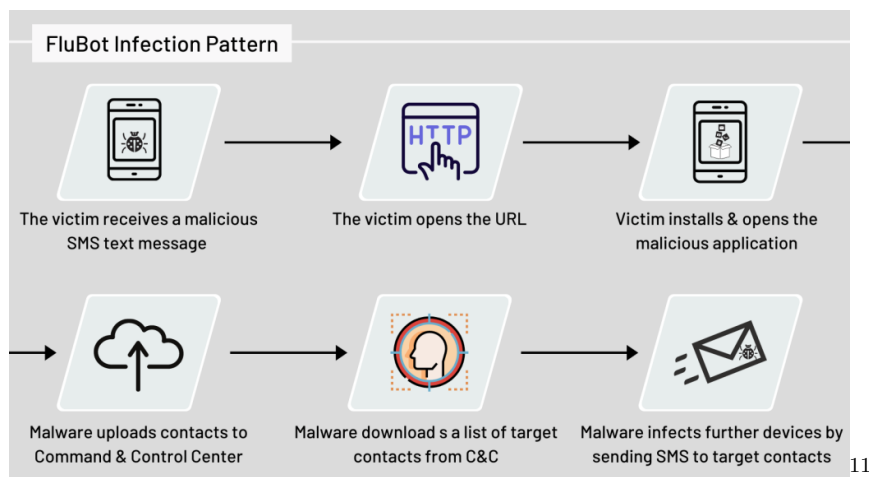 FluBot Infection Pattern
HTTP
The victim receives a malicious
SMS text message
The victim opens the URL
Victim installs & opens the
malicious application
Malware uploads contacts to
Command & Control Center
Malware download s a list of target
contacts from C&C
Malware infects further devices by
sending SMS to target contacts
11